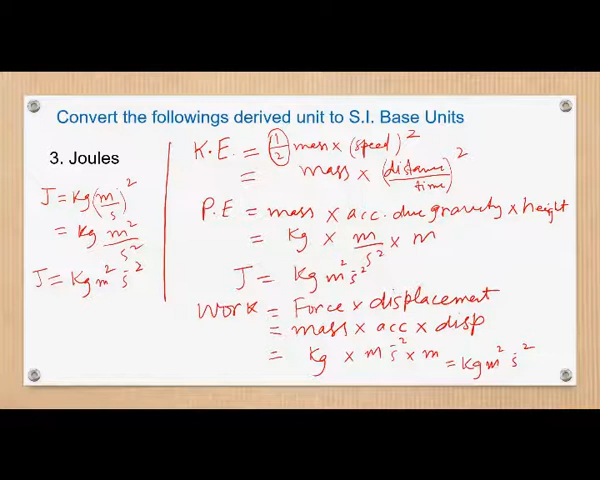 Convert the followings derived unit to S.I. Base Units
3. Joules
J = Kg (m/s)²
= Kg m²/s²
J = Kg m² s⁻²
K.E = 1/2 mass × (speed)²
= mass × (distance/time)²
P.E = mass × acc. due gravity × height
= Kg × m/s² × m
J = Kg m² s⁻²
Work = Force × displacement
= mass × acc × disp
= Kg × m s⁻² × m = Kg m² s⁻²